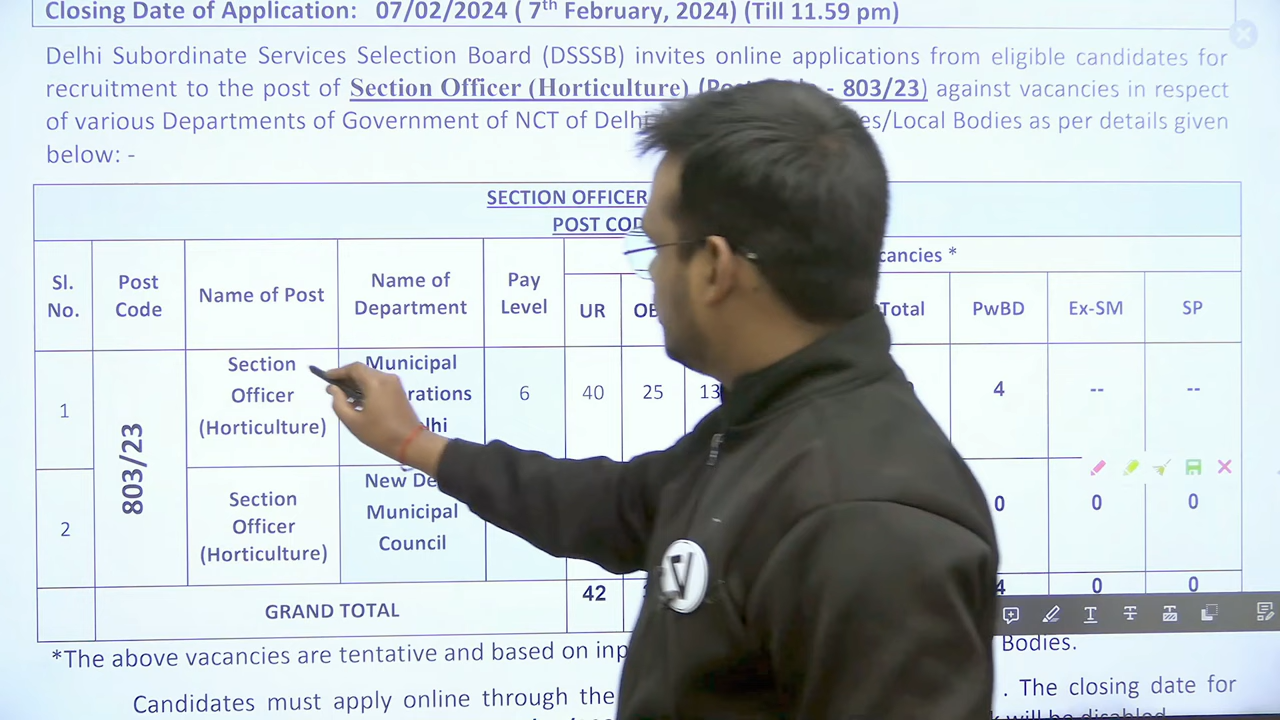 Closing Date of Application: 07/02/2024 ( 7th February, 2024) (Till 11.59 pm)
Delhi Subordinate Services Selection Board (DSSSB) invites online applications from eligible candidates for
recruitment to the post of Section Officer (Horticulture) - 803/23) against vacancies in respect
of various Departments of Government of NCT of Delhi /Local Bodies as per details given
below: -
SECTION OFFICER
POST
Sl. No.
Post Code
Name of Post
Name of Department
Pay Level
UR
Total
PwBD
Ex-SM
SP
1
803/23
Section Officer (Horticulture)
Municipal
6
40
25
13
4
--
--
2
Section Officer (Horticulture)
New
Municipal
Council
0
0
0
GRAND TOTAL
42
4
0
0
*The above vacancies are tentative and based on
Bodies.
Candidates must apply online through the . The closing date for
will be disabled